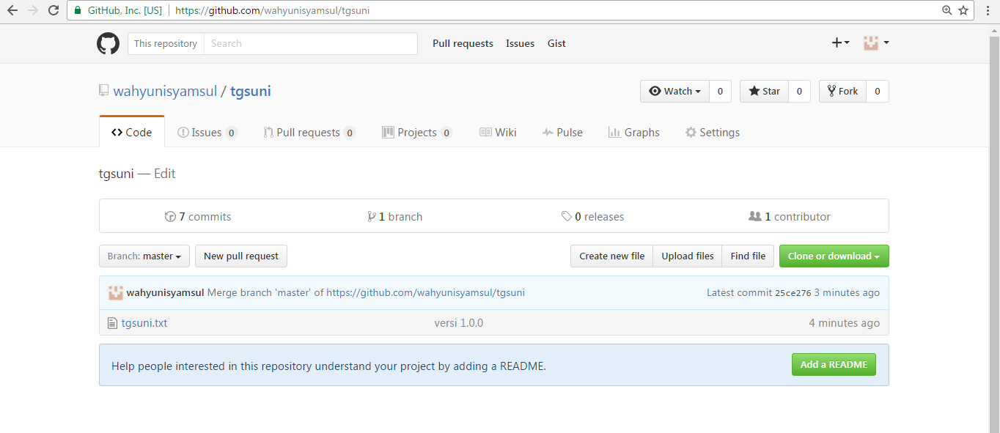 GitHub, Inc. [US] https://github.com/wahyunisyamsul/tgsuni
This repository Search Pull requests Issues Gist
wahyunisyamsul / tgsuni Watch 0 Star 0 Fork 0
Code Issues 0 Pull requests 0 Projects 0 Wiki Pulse Graphs Settings
tgsuni — Edit
7 commits 1 branch 0 releases 1 contributor
Branch: master New pull request Create new file Upload files Find file Clone or download
wahyunisyamsul Merge branch 'master' of https://github.com/wahyunisyamsul/tgsuni Latest commit 25ce276 3 minutes ago
tgsuni.txt versi 1.0.0 4 minutes ago
Help people interested in this repository understand your project by adding a README. Add a README